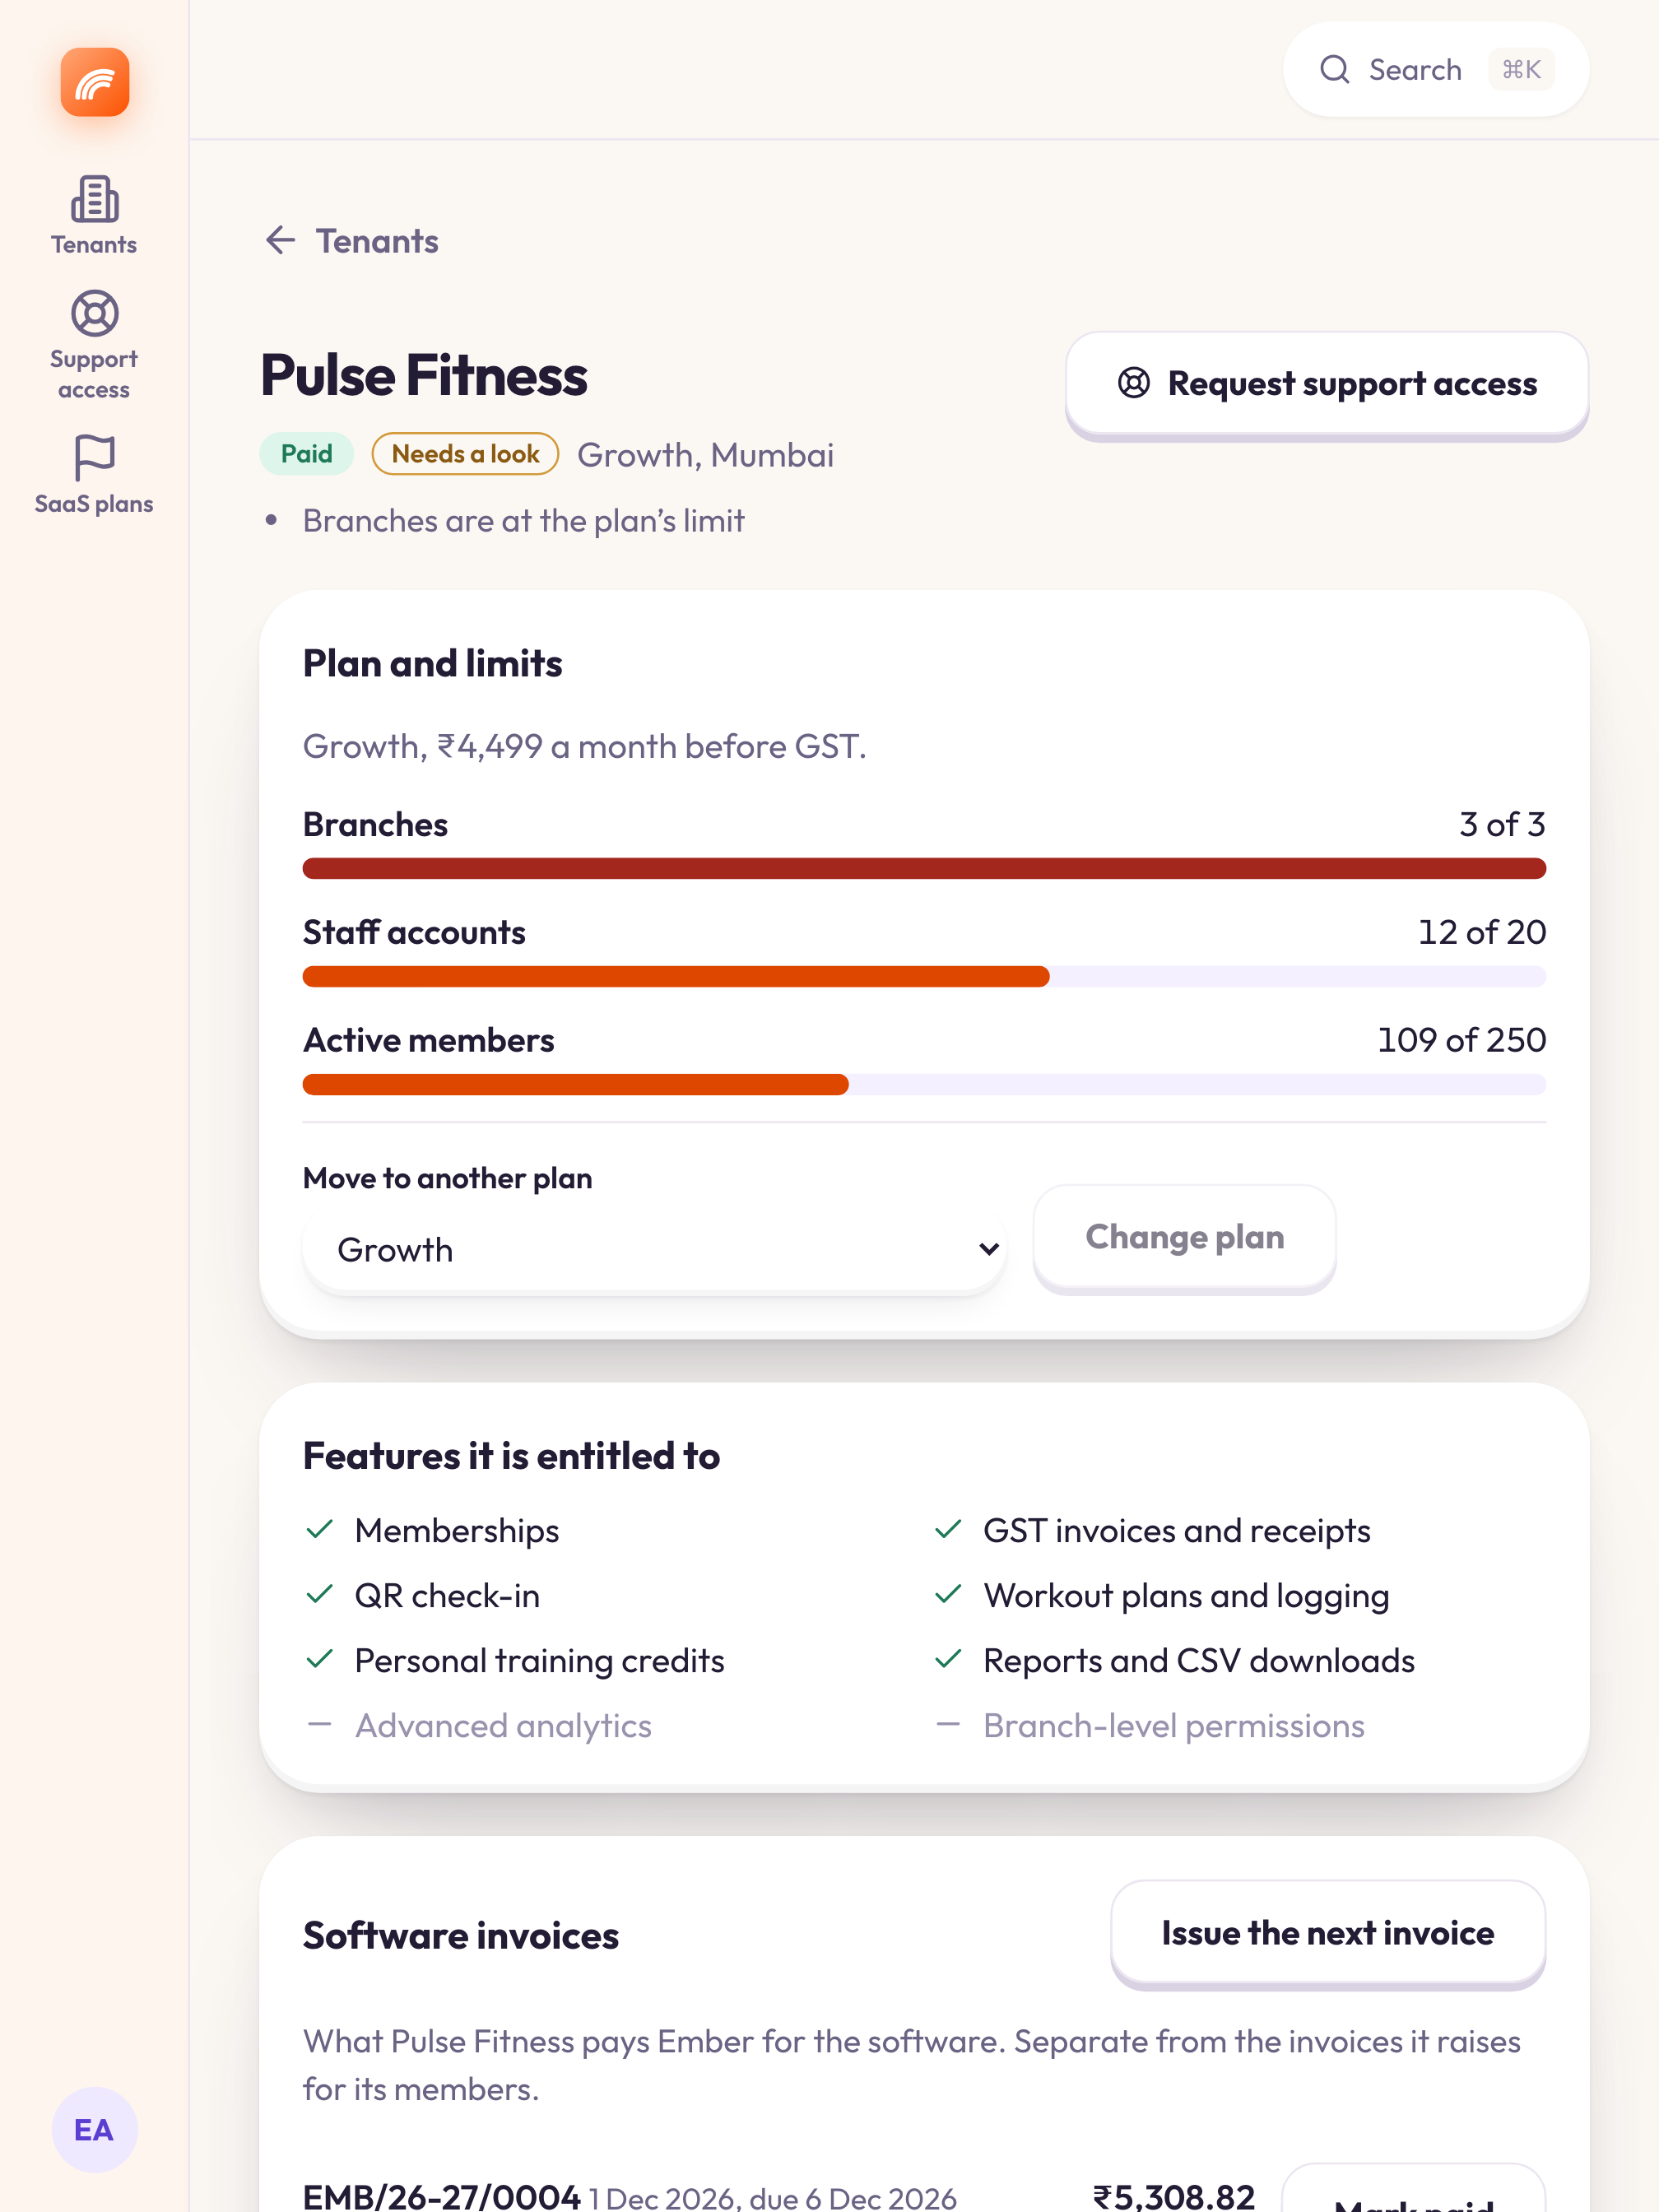 Search ⌘K
Tenants
Support
access
SaaS plans
EA
Tenants
Pulse Fitness
Request support access
Paid Needs a look Growth, Mumbai
• Branches are at the plan’s limit
Plan and limits
Growth, ₹4,499 a month before GST.
Branches 3 of 3
Staff accounts 12 of 20
Active members 109 of 250
Move to another plan
Growth
Change plan
Features it is entitled to
Memberships
GST invoices and receipts
QR check-in
Workout plans and logging
Personal training credits
Reports and CSV downloads
Advanced analytics
Branch-level permissions
Software invoices
Issue the next invoice
What Pulse Fitness pays Ember for the software. Separate from the invoices it raises
for its members.
EMB/26-27/0004 1 Dec 2026, due 6 Dec 2026 ₹5,308.82 Mark paid